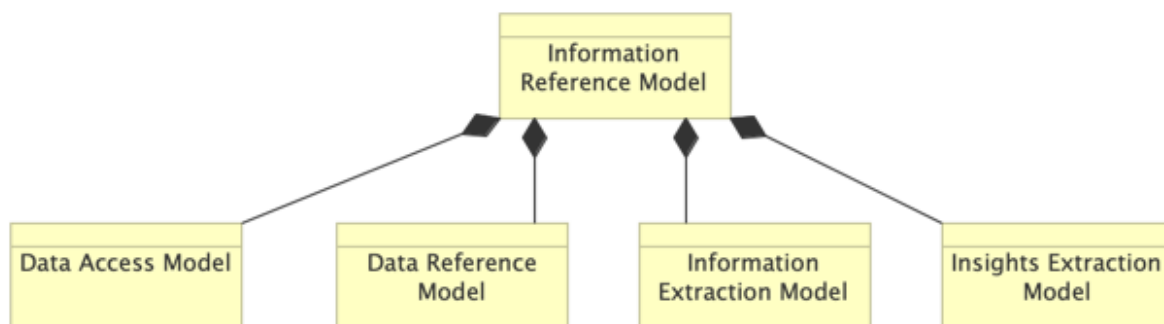 Information
Reference Model
Data Access Model
Data Reference
Model
Information
Extraction Model
Insights Extraction
Model